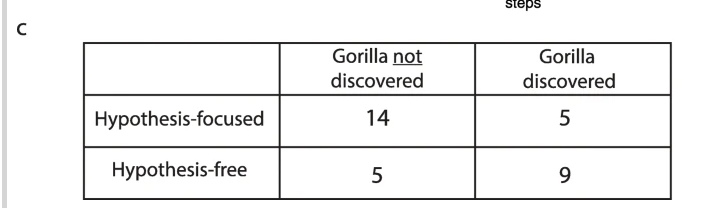 steps
C
Gorilla not
discovered
Gorilla
discovered
Hypothesis-focused
14
5
Hypothesis-free
5
9